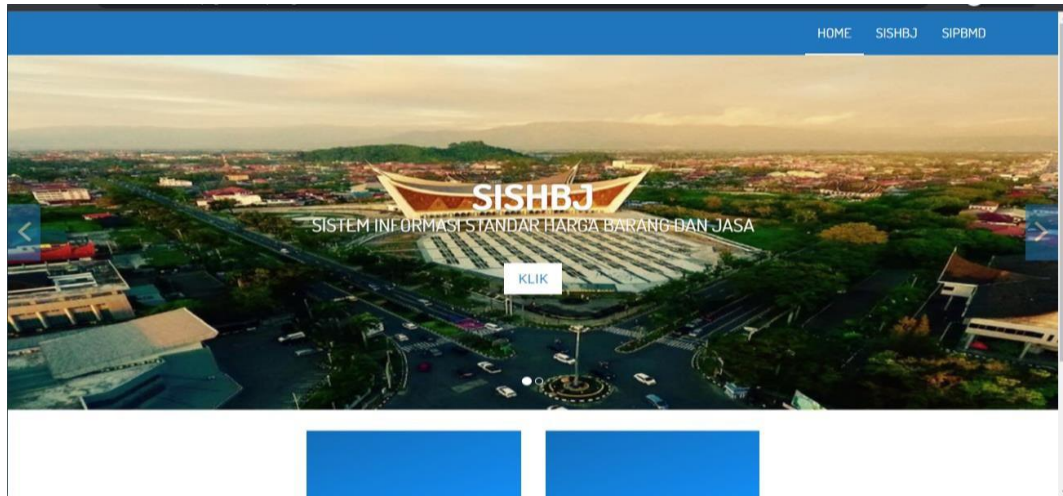 HOME SISHBJ SIPBMD
SISHBJ
SISTEM INFORMASI STANDAR HARGA BARANG DAN JASA
KLIK